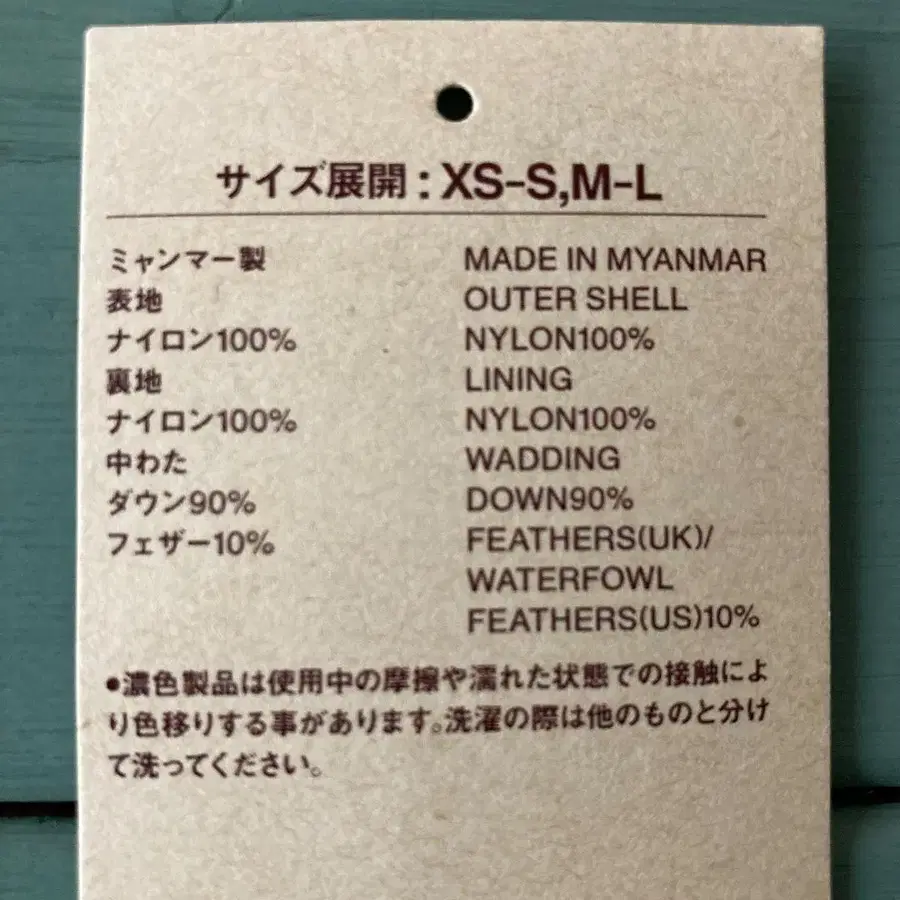 サイズ展開：XS-S,M-L
ミャンマー製
表地
ナイロン100%
裏地
ナイロン100%
中わた
ダウン90%
フェザー10%
MADE IN MYANMAR
OUTER SHELL
NYLON100%
LINING
NYLON100%
WADDING
DOWN90%
FEATHERS(UK)/
WATERFOWL
FEATHERS(US)10%
●濃色製品は使用中の摩擦や濡れた状態での接触によ
り色移りする事があります。洗濯の際は他のものと分け
て洗ってください。